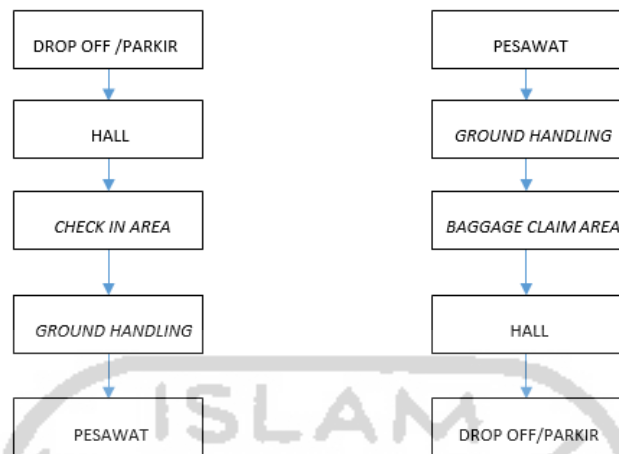 DROP OFF /PARKIR
HALL
CHECK IN AREA
GROUND HANDLING
PESAWAT
PESAWAT
GROUND HANDLING
BAGGAGE CLAIM AREA
HALL
DROP OFF/PARKIR
ISLAM